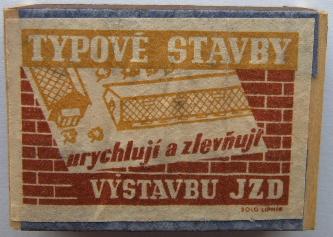 TYPOVÉ STAVBY
urychlují a zlevňují
VÝSTAVBU JZD
SOLO LIPNÍK